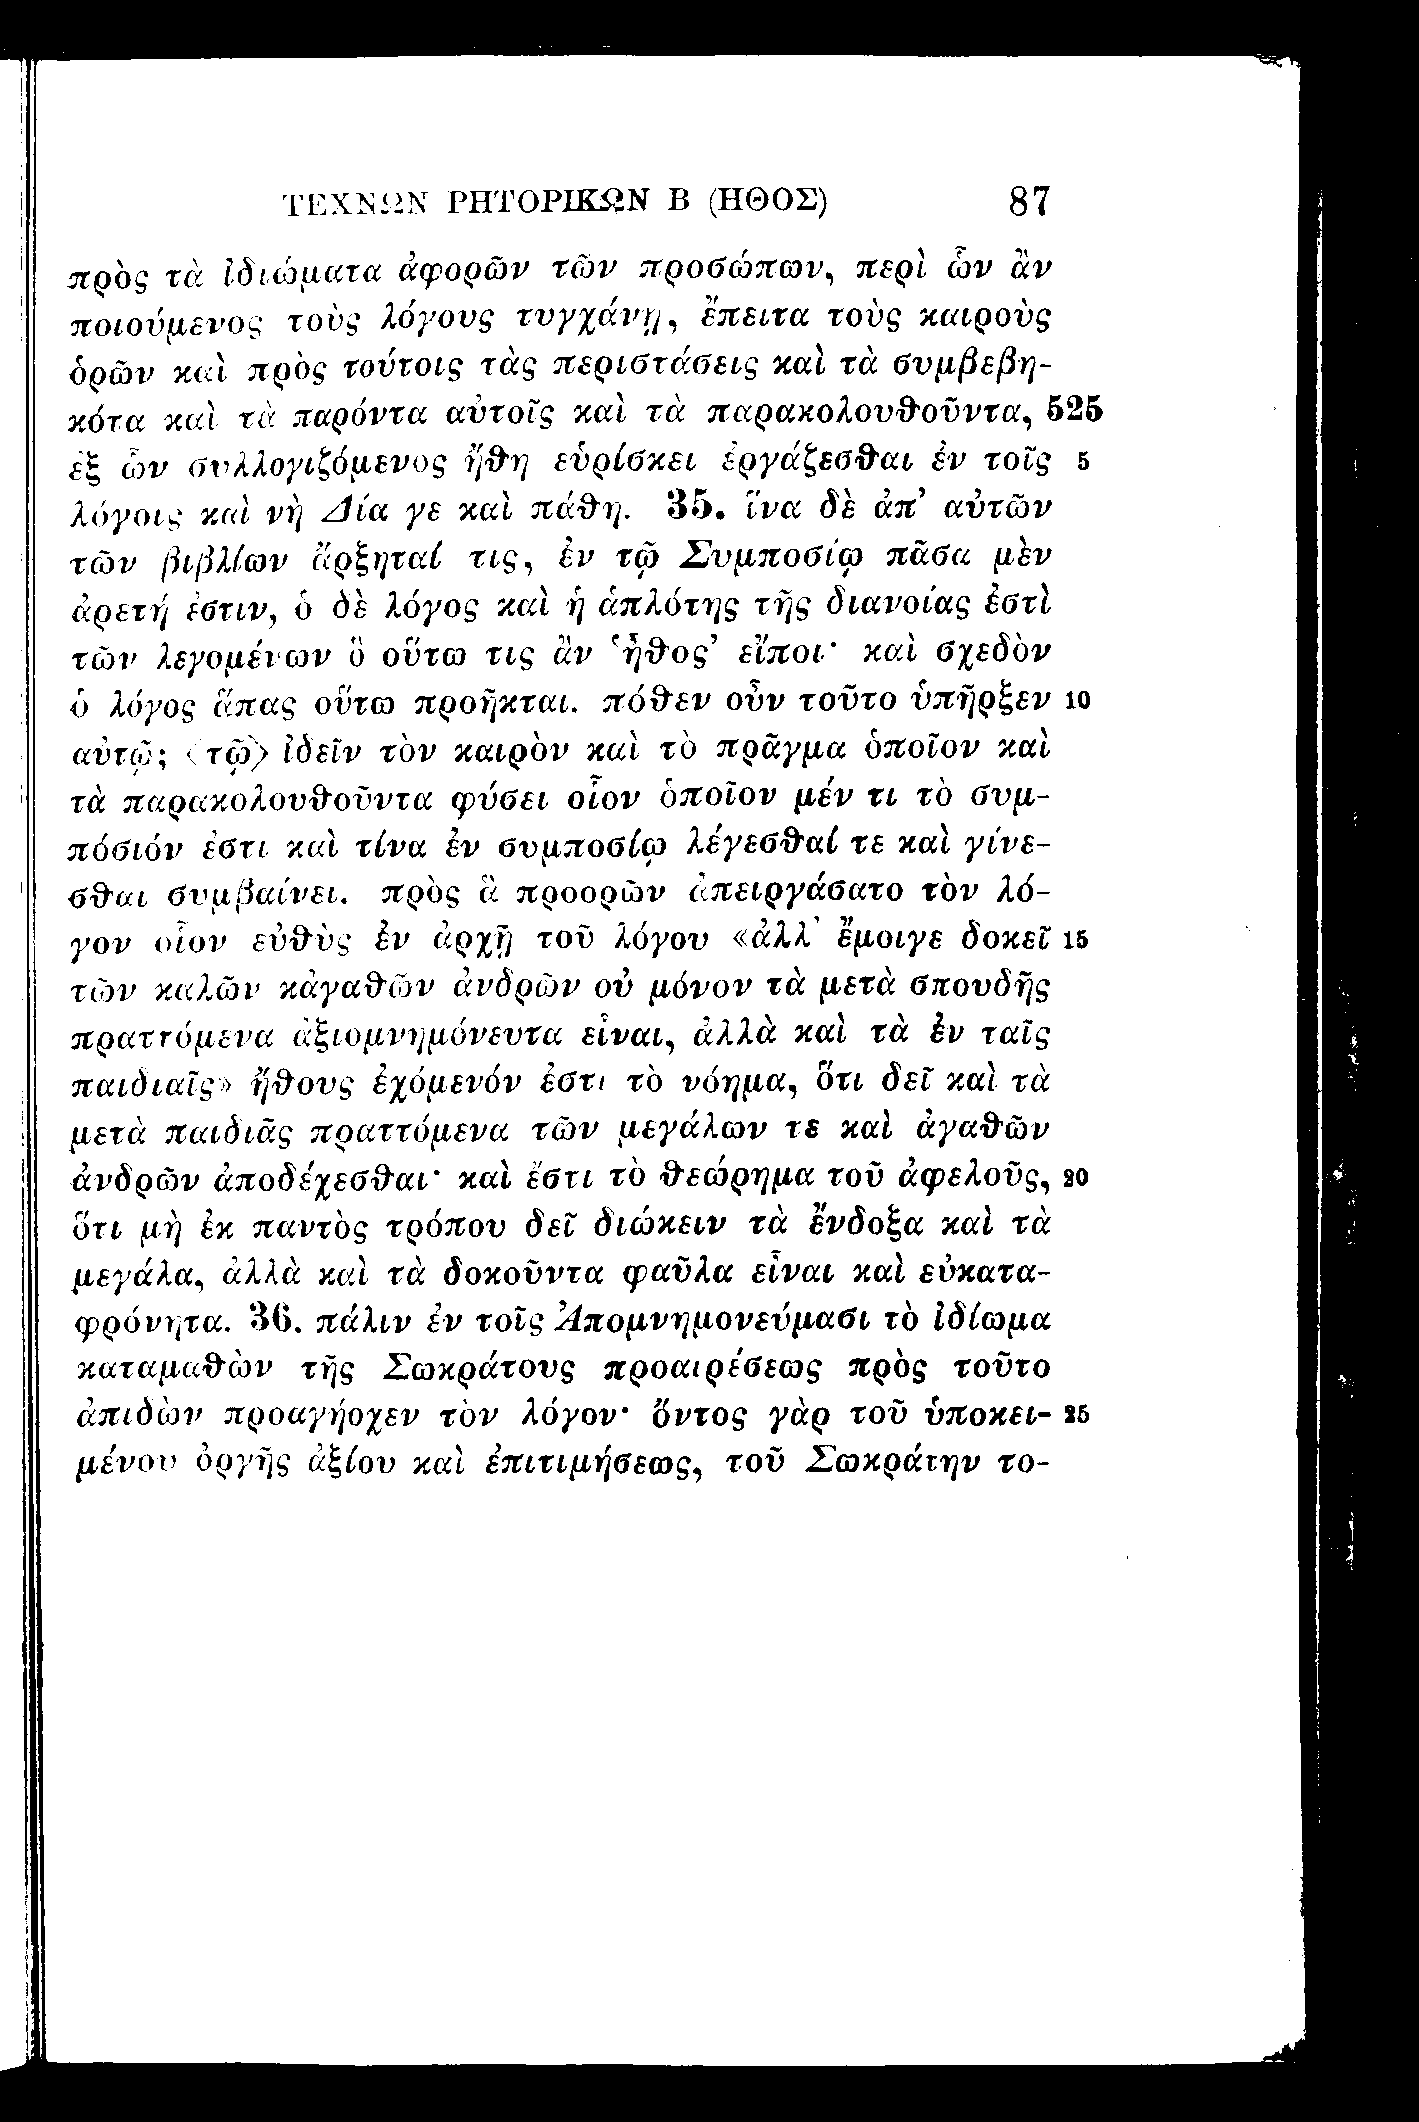 ΤΕΧΝΩΝ ΡΗΤΟΡΙΚΩΝ Β (ΗΘΟΣ) 87
πρὸς τὰ ἰδιώματα ἀφορῶν τῶν προσώπων, περὶ ὧν ἂν
ποιούμενος τοὺς λόγους τυγχάνῃ, ἔπειτα τοὺς καιροὺς
ὁρῶν καὶ πρὸς τούτοις τὰς περιστάσεις καὶ τὰ συμβεβη-
κότα καὶ τὰ παρόντα αὐτοῖς καὶ τὰ παρακολουθοῦντα, 525
ἐξ ὧν συλλογιζόμενος ἤθη εὑρίσκει ἐργάζεσθαι ἐν τοῖς 5
λόγοις καὶ νὴ Δία γε καὶ πάθη. 35. ἵνα δὲ ἀπ’ αὐτῶν
τῶν βιβλίων ἄρξηταί τις, ἐν τῷ Συμποσίῳ πᾶσα μὲν
ἀρετή ἐστιν, ὁ δὲ λόγος καὶ ἡ ἁπλότης τῆς διανοίας ἐστὶ
τῶν λεγομένων ὃ οὕτω τις ἂν ‘ἦθος’ εἴποι· καὶ σχεδὸν
ὁ λόγος ἅπας οὕτω προῆκται. πόθεν οὖν τοῦτο ὑπῆρξεν 10
αὐτῷ; <τῷ> ἰδεῖν τὸν καιρὸν καὶ τὸ πρᾶγμα ὁποῖον καὶ
τὰ παρακολουθοῦντα φύσει οἷον ὁποῖον μέν τι τὸ συμ-
πόσιόν ἐστι καὶ τίνα ἐν συμποσίῳ λέγεσθαί τε καὶ γίνε-
σθαι συμβαίνει. πρὸς ἃ προορῶν ἀπειργάσατο τὸν λό-
γον οἷον εὐθὺς ἐν ἀρχῇ τοῦ λόγου «ἀλλ’ ἔμοιγε δοκεῖ 15
τῶν καλῶν κἀγαθῶν ἀνδρῶν οὐ μόνον τὰ μετὰ σπουδῆς
πραττόμενα ἀξιομνημόνευτα εἶναι, ἀλλὰ καὶ τὰ ἐν ταῖς
παιδιαῖς» ἤθους ἐχόμενόν ἐστι τὸ νόημα, ὅτι δεῖ καὶ τὰ
μετὰ παιδιᾶς πραττόμενα τῶν μεγάλων τε καὶ ἀγαθῶν
ἀνδρῶν ἀποδέχεσθαι· καὶ ἔστι τὸ θεώρημα τοῦ ἀφελοῦς, 20
ὅτι μὴ ἐκ παντὸς τρόπου δεῖ διώκειν τὰ ἔνδοξα καὶ τὰ
μεγάλα, ἀλλὰ καὶ τὰ δοκοῦντα φαῦλα εἶναι καὶ εὐκατα-
φρόνητα. 36. πάλιν ἐν τοῖς Ἀπομνημονεύμασι τὸ ἰδίωμα
καταμαθὼν τῆς Σωκράτους προαιρέσεως πρὸς τοῦτο
ἀπιδὼν προαγήοχεν τὸν λόγον· ὄντος γὰρ τοῦ ὑποκει- 25
μένου ὀργῆς ἀξίου καὶ ἐπιτιμήσεως, τοῦ Σωκράτην το-